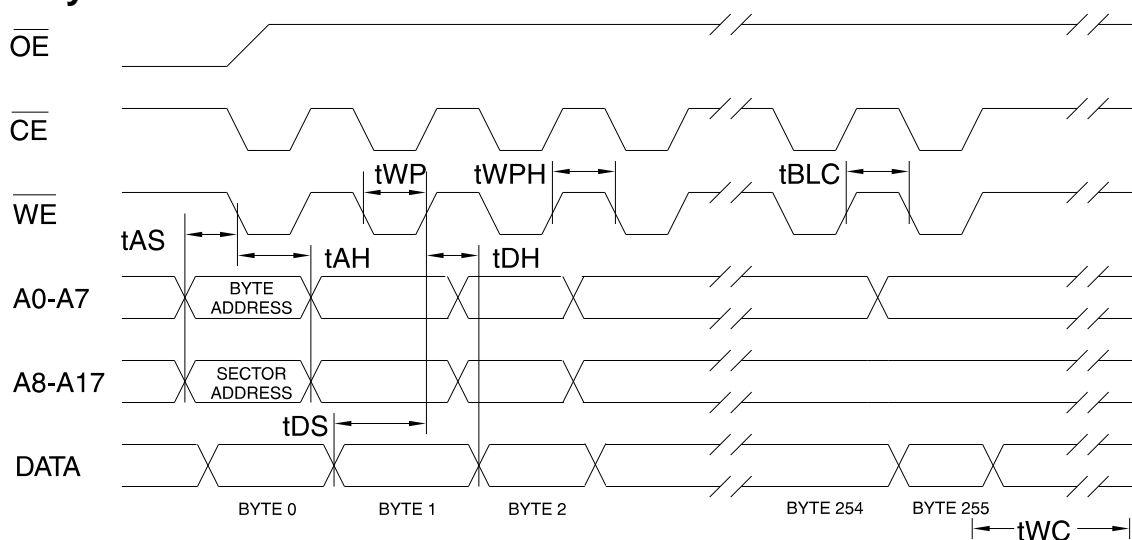 OE
CE
tWP tWPH tBLC
WE
tAS
tAH tDH
A0-A7 BYTE ADDRESS
A8-A17 SECTOR ADDRESS
tDS
DATA
BYTE 0 BYTE 1 BYTE 2 BYTE 254 BYTE 255
tWC